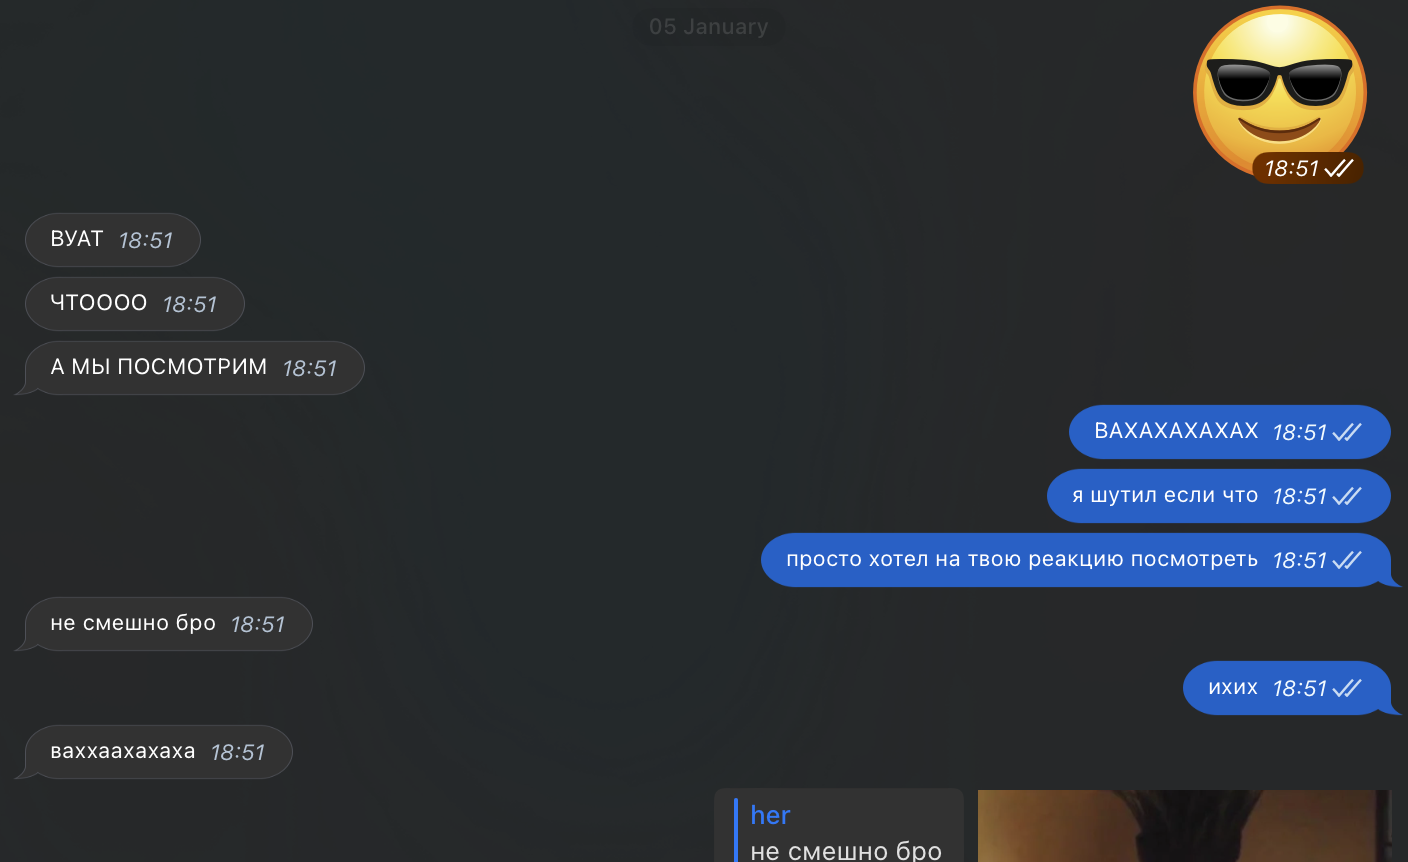 05 January
18:51
ВУАТ 18:51
ЧТОООО 18:51
А МЫ ПОСМОТРИМ 18:51
ВАХАХАХАХАХ 18:51
я шутил если что 18:51
просто хотел на твою реакцию посмотреть 18:51
не смешно бро 18:51
ихих 18:51
ваххаахахаха 18:51
her
не смешно бро